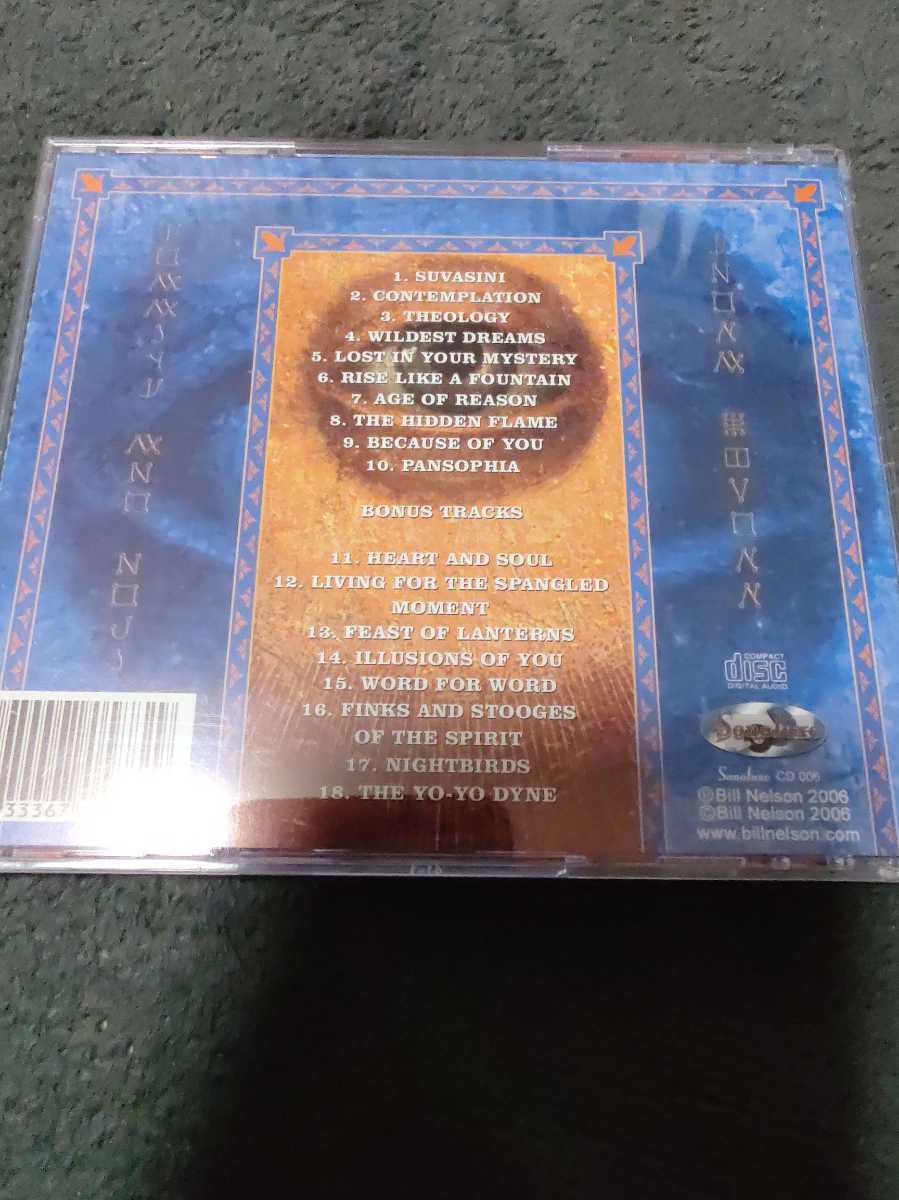 1. SUVASINI
2. CONTEMPLATION
3. THEOLOGY
4. WILDEST DREAMS
5. LOST IN YOUR MYSTERY
6. RISE LIKE A FOUNTAIN
7. AGE OF REASON
8. THE HIDDEN FLAME
9. BECAUSE OF YOU
10. PANSOPHIA
BONUS TRACKS
11. HEART AND SOUL
12. LIVING FOR THE SPANGLED
MOMENT
13. FEAST OF LANTERNS
14. ILLUSIONS OF YOU
15. WORD FOR WORD
16. FINKS AND STOOGES
OF THE SPIRIT
17. NIGHTBIRDS
18. THE YO-YO DYNE
33367
COMPACT
disc
DIGITAL AUDIO
Sonoluxe
Sonoluxe CD 006
℗Bill Nelson 2006
©Bill Nelson 2006
www.billnelson.com